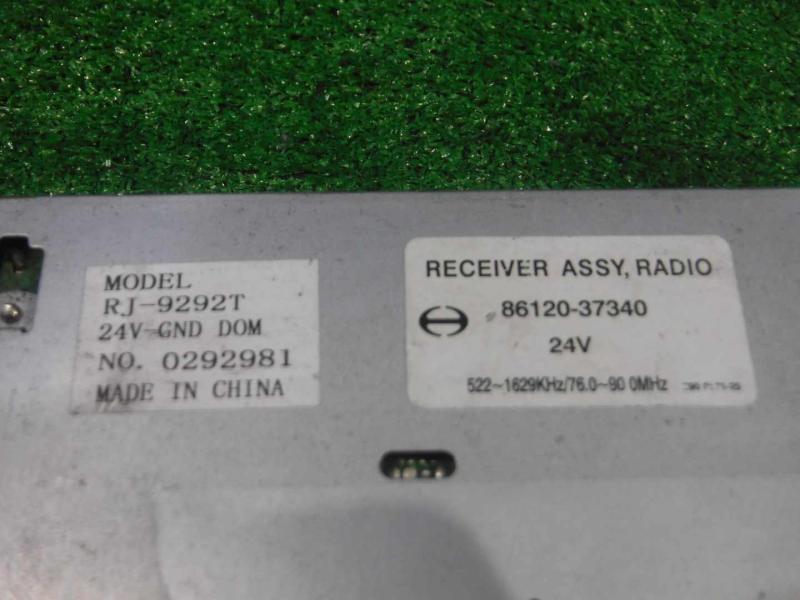 MODEL
RJ-9292T
24V-GND DOM
NO. 0292981
MADE IN CHINA
RECEIVER ASSY, RADIO
86120-37340
24V
522~1629KHz/76.0~90.0MHz